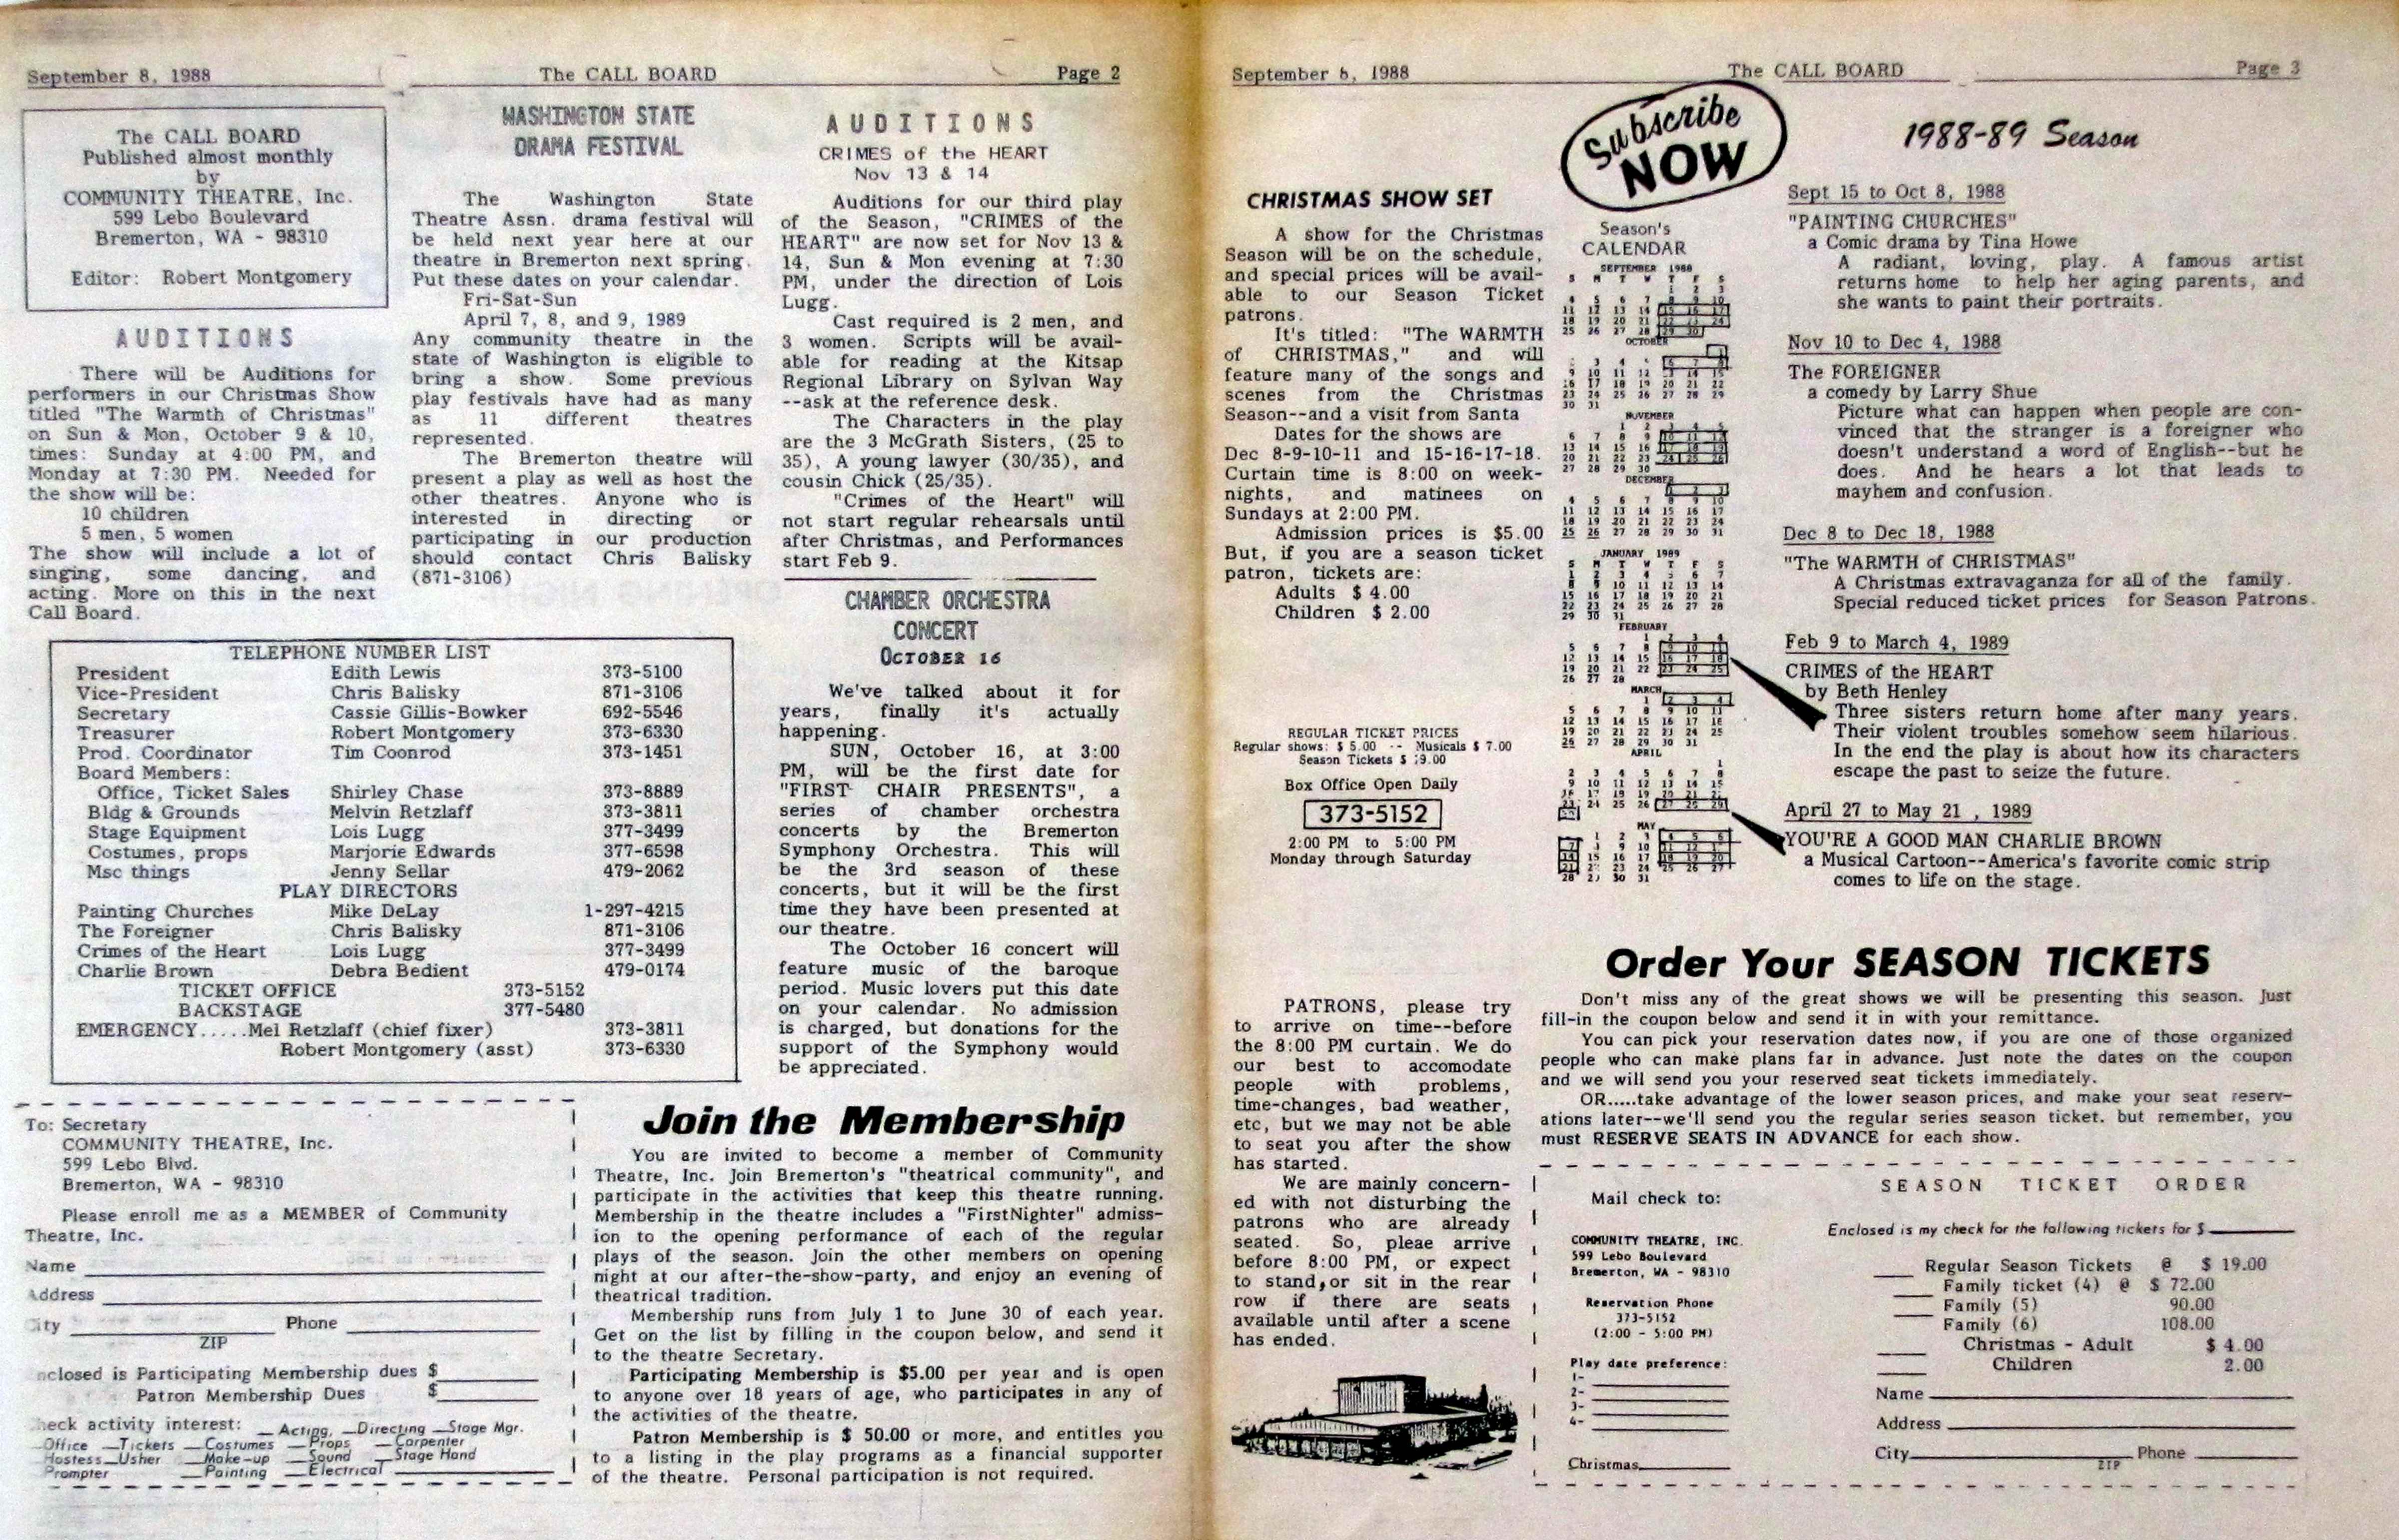 September 8, 1988
The CALL BOARD
Page 2
The CALL BOARD
Published almost monthly
by
COMMUNITY THEATRE, Inc.
599 Lebo Boulevard
Bremerton, WA - 98310
Editor: Robert Montgomery
AUDITIONS
There will be Auditions for
performers in our Christmas Show
titled "The Warmth of Christmas"
on Sun & Mon, October 9 & 10,
times: Sunday at 4:00 PM, and
Monday at 7:30 PM. Needed for
the show will be:
10 children
5 men, 5 women
The show will include a lot of
singing, some dancing, and
acting. More on this in the next
Call Board.
WASHINGTON STATE
DRAMA FESTIVAL
The Washington State
Theatre Assn. drama festival will
be held next year here at our
theatre in Bremerton next spring.
Put these dates on your calendar.
Fri-Sat-Sun
April 7, 8, and 9, 1989
Any community theatre in the
state of Washington is eligible to
bring a show. Some previous
play festivals have had as many
as 11 different theatres
represented.
The Bremerton theatre will
present a play as well as host the
other theatres. Anyone who is
interested in directing or
participating in our production
should contact Chris Balisky
(871-3106)
AUDITIONS
CRIMES of the HEART
Nov 13 & 14
Auditions for our third play
of the Season, "CRIMES of the
HEART" are now set for Nov 13 &
14, Sun & Mon evening at 7:30
PM, under the direction of Lois
Lugg.
Cast required is 2 men, and
3 women. Scripts will be avail-
able for reading at the Kitsap
Regional Library on Sylvan Way
--ask at the reference desk.
The Characters in the play
are the 3 McGrath Sisters, (25 to
35), A young lawyer (30/35), and
cousin Chick (25/35).
"Crimes of the Heart" will
not start regular rehearsals until
after Christmas, and Performances
start Feb 9.
CHAMBER ORCHESTRA
CONCERT
OCTOBER 16
We've talked about it for
years, finally it's actually
happening.
SUN, October 16, at 3:00
PM, will be the first date for
"FIRST CHAIR PRESENTS", a
series of chamber orchestra
concerts by the Bremerton
Symphony Orchestra. This will
be the 3rd season of these
concerts, but it will be the first
time they have been presented at
our theatre.
The October 16 concert will
feature music of the baroque
period. Music lovers put this date
on your calendar. No admission
is charged, but donations for the
support of the Symphony would
be appreciated.
TELEPHONE NUMBER LIST
President Edith Lewis 373-5100
Vice-President Chris Balisky 871-3106
Secretary Cassie Gillis-Bowker 692-5546
Treasurer Robert Montgomery 373-6330
Prod. Coordinator Tim Coonrod 373-1451
Board Members:
Office, Ticket Sales Shirley Chase 373-8889
Bldg & Grounds Melvin Retzlaff 373-3811
Stage Equipment Lois Lugg 377-3499
Costumes, props Marjorie Edwards 377-6598
Msc things Jenny Sellar 479-2062
PLAY DIRECTORS
Painting Churches Mike DeLay 1-297-4215
The Foreigner Chris Balisky 871-3106
Crimes of the Heart Lois Lugg 377-3499
Charlie Brown Debra Bedient 479-0174
TICKET OFFICE 373-5152
BACKSTAGE 377-5480
EMERGENCY.....Mel Retzlaff (chief fixer) 373-3811
Robert Montgomery (asst) 373-6330
To: Secretary
COMMUNITY THEATRE, Inc.
599 Lebo Blvd.
Bremerton, WA - 98310
Please enroll me as a MEMBER of Community
Theatre, Inc.
Name
Address
City Phone
ZIP
nclosed is Participating Membership dues $
Patron Membership Dues $
eck activity interest: Acting, Directing Stage Mgr.
Office Tickets Costumes Props Carpenter
Hostess Usher Make-up Sound Stage Hand
Prompter Painting Electrical
Join the Membership
You are invited to become a member of Community
Theatre, Inc. Join Bremerton's "theatrical community", and
participate in the activities that keep this theatre running.
Membership in the theatre includes a "FirstNighter" admiss-
ion to the opening performance of each of the regular
plays of the season. Join the other members on opening
night at our after-the-show-party, and enjoy an evening of
theatrical tradition.
Membership runs from July 1 to June 30 of each year.
Get on the list by filling in the coupon below, and send it
to the theatre Secretary.
Participating Membership is $5.00 per year and is open
to anyone over 18 years of age, who participates in any of
the activities of the theatre.
Patron Membership is $ 50.00 or more, and entitles you
to a listing in the play programs as a financial supporter
of the theatre. Personal participation is not required.
September 6, 1988
The CALL BOARD
Page 3
Subscribe
NOW
1988-89 Season
CHRISTMAS SHOW SET
A show for the Christmas
Season will be on the schedule,
and special prices will be avail-
able to our Season Ticket
patrons.
It's titled: "The WARMTH
of CHRISTMAS," and will
feature many of the songs and
scenes from the Christmas
Season--and a visit from Santa
Dates for the shows are
Dec 8-9-10-11 and 15-16-17-18.
Curtain time is 8:00 on week-
nights, and matinees on
Sundays at 2:00 PM.
Admission prices is $5.00
But, if you are a season ticket
patron, tickets are:
Adults $ 4.00
Children $ 2.00
REGULAR TICKET PRICES
Regular shows: $ 5.00 -- Musicals $ 7.00
Season Tickets $ 19.00
Box Office Open Daily
373-5152
2:00 PM to 5:00 PM
Monday through Saturday
Season's
CALENDAR
SEPTEMBER 1988
S M T W T F S
OCTOBER
NOVEMBER
DECEMBER
JANUARY 1989
S M T W T F S
FEBRUARY
MARCH
APRIL
MAY
Sept 15 to Oct 8, 1988
"PAINTING CHURCHES"
a Comic drama by Tina Howe
A radiant, loving, play. A famous artist
returns home to help her aging parents, and
she wants to paint their portraits.
Nov 10 to Dec 4, 1988
The FOREIGNER
a comedy by Larry Shue
Picture what can happen when people are con-
vinced that the stranger is a foreigner who
doesn't understand a word of English--but he
does. And he hears a lot that leads to
mayhem and confusion.
Dec 8 to Dec 18, 1988
"The WARMTH of CHRISTMAS"
A Christmas extravaganza for all of the family.
Special reduced ticket prices for Season Patrons.
Feb 9 to March 4, 1989
CRIMES of the HEART
by Beth Henley
Three sisters return home after many years.
Their violent troubles somehow seem hilarious.
In the end the play is about how its characters
escape the past to seize the future.
April 27 to May 21 , 1989
YOU'RE A GOOD MAN CHARLIE BROWN
a Musical Cartoon--America's favorite comic strip
comes to life on the stage.
PATRONS, please try
to arrive on time--before
the 8:00 PM curtain. We do
our best to accomodate
people with problems,
time-changes, bad weather,
etc, but we may not be able
to seat you after the show
has started.
We are mainly concern-
ed with not disturbing the
patrons who are already
seated. So, pleae arrive
before 8:00 PM, or expect
to stand,or sit in the rear
row if there are seats
available until after a scene
has ended.
Order Your SEASON TICKETS
Don't miss any of the great shows we will be presenting this season. Just
fill-in the coupon below and send it in with your remittance.
You can pick your reservation dates now, if you are one of those organized
people who can make plans far in advance. Just note the dates on the coupon
and we will send you your reserved seat tickets immediately.
OR.....take advantage of the lower season prices, and make your seat reserv-
ations later--we'll send you the regular series season ticket. but remember, you
must RESERVE SEATS IN ADVANCE for each show.
Mail check to:
COMMUNITY THEATRE, INC.
599 Lebo Boulevard
Bremerton, WA - 98310
Reservation Phone
373-5152
(2:00 - 5:00 PM)
Play date preference:
1-
2-
3-
4-
Christmas
SEASON TICKET ORDER
Enclosed is my check for the following tickets for $
Regular Season Tickets @ $ 19.00
Family ticket (4) @ $ 72.00
Family (5) 90.00
Family (6) 108.00
Christmas - Adult $ 4.00
Children 2.00
Name
Address
City Phone
ZIP